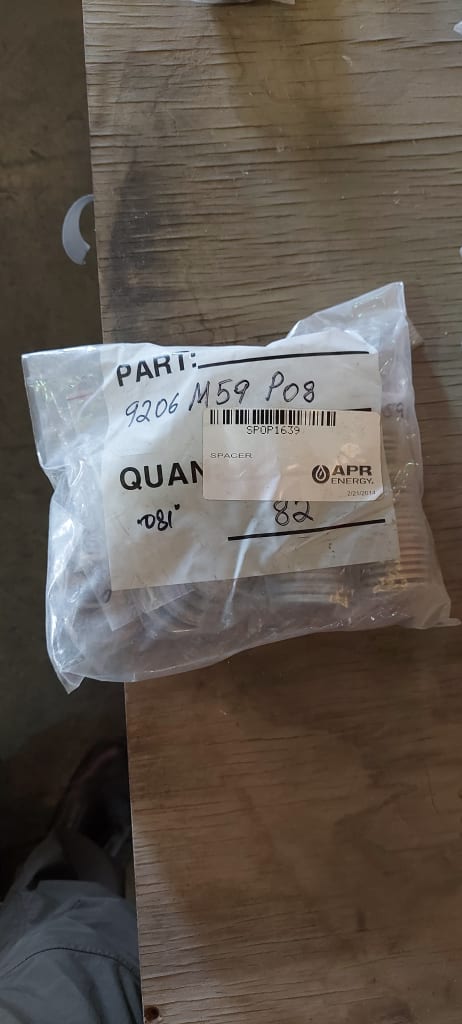 PART:
9206 M59 P08
SPOP1639
SPACER
APR
ENERGY.
QUAN
2/21/2014
.081"
82